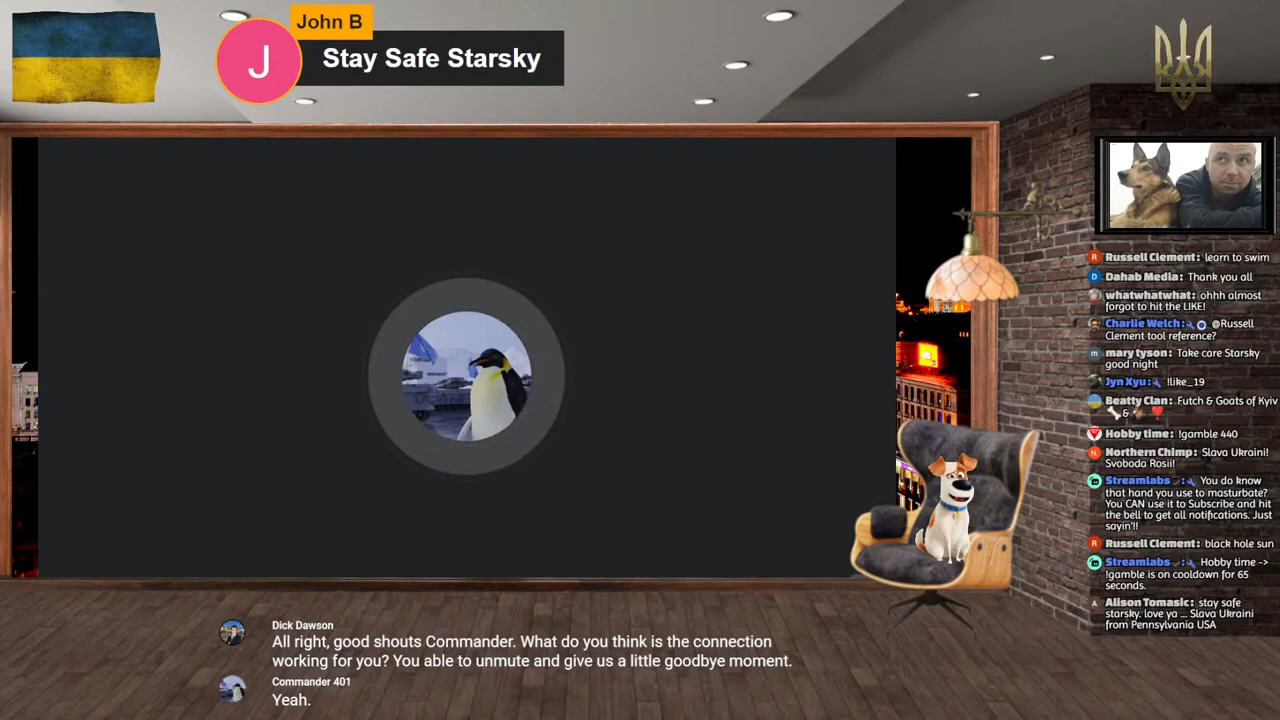 John B
J
Stay Safe Starsky
R Russell Clement: learn to swim
D Dahab Media: Thank you all
whatwhatwhat: ohhh almost
forgot to hit the LIKE!
Charlie Welch: @Russell
Clement tool reference?
m mary tyson: Take care Starsky
good night
Jyn Xyu: !like_19
Beatty Clan: Futch & Goats of Kyiv
&
Hobby time: !gamble 440
N. Northern Chimp: Slava Ukraini!
Svoboda Rosii!
Streamlabs : You do know
that hand you use to masturbate?
You CAN use it to Subscribe and hit
the bell to get all notifications. Just
sayin'!!
R Russell Clement: black hole sun
Streamlabs : Hobby time ->
!gamble is on cooldown for 65
seconds.
A Alison Tomasic: stay safe
starsky. love ya ... Slava Ukraini
from Pennsylvania USA
Dick Dawson
All right, good shouts Commander. What do you think is the connection
working for you? You able to unmute and give us a little goodbye moment.
Commander 401
Yeah.